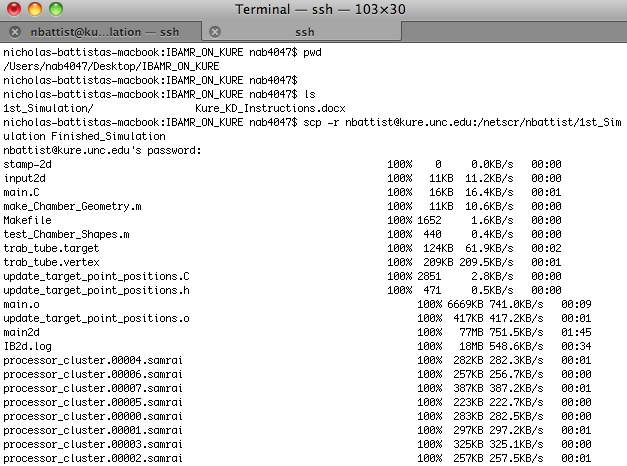 Terminal — ssh — 103×30
nbattist@ku...lation — ssh
ssh
nicholas-battistas-macbook:IBAMR_ON_KURE nab4047$ pwd
/Users/nab4047/Desktop/IBAMR_ON_KURE
nicholas-battistas-macbook:IBAMR_ON_KURE nab4047$
nicholas-battistas-macbook:IBAMR_ON_KURE nab4047$ ls
1st_Simulation/ Kure_KD_Instructions.docx
nicholas-battistas-macbook:IBAMR_ON_KURE nab4047$ scp -r nbattist@kure.unc.edu:/netscr/nbattist/1st_Sim
ulation Finished_Simulation
nbattist@kure.unc.edu's password:
stamp-2d 100% 0 0.0KB/s 00:00
input2d 100% 11KB 11.2KB/s 00:00
main.C 100% 16KB 16.4KB/s 00:01
make_Chamber_Geometry.m 100% 11KB 10.6KB/s 00:00
Makefile 100% 1652 1.6KB/s 00:00
test_Chamber_Shapes.m 100% 440 0.4KB/s 00:00
trab_tube.target 100% 124KB 61.9KB/s 00:02
trab_tube.vertex 100% 209KB 209.5KB/s 00:01
update_target_point_positions.C 100% 2851 2.8KB/s 00:00
update_target_point_positions.h 100% 471 0.5KB/s 00:00
main.o 100% 6669KB 741.0KB/s 00:09
update_target_point_positions.o 100% 417KB 417.2KB/s 00:01
main2d 100% 77MB 751.5KB/s 01:45
IB2d.log 100% 18MB 548.6KB/s 00:34
processor_cluster.00004.samrai 100% 282KB 282.3KB/s 00:01
processor_cluster.00006.samrai 100% 257KB 256.7KB/s 00:00
processor_cluster.00007.samrai 100% 387KB 387.2KB/s 00:01
processor_cluster.00005.samrai 100% 223KB 222.7KB/s 00:00
processor_cluster.00000.samrai 100% 283KB 282.5KB/s 00:00
processor_cluster.00001.samrai 100% 297KB 297.2KB/s 00:01
processor_cluster.00003.samrai 100% 325KB 325.1KB/s 00:00
processor_cluster.00002.samrai 100% 257KB 257.5KB/s 00:01